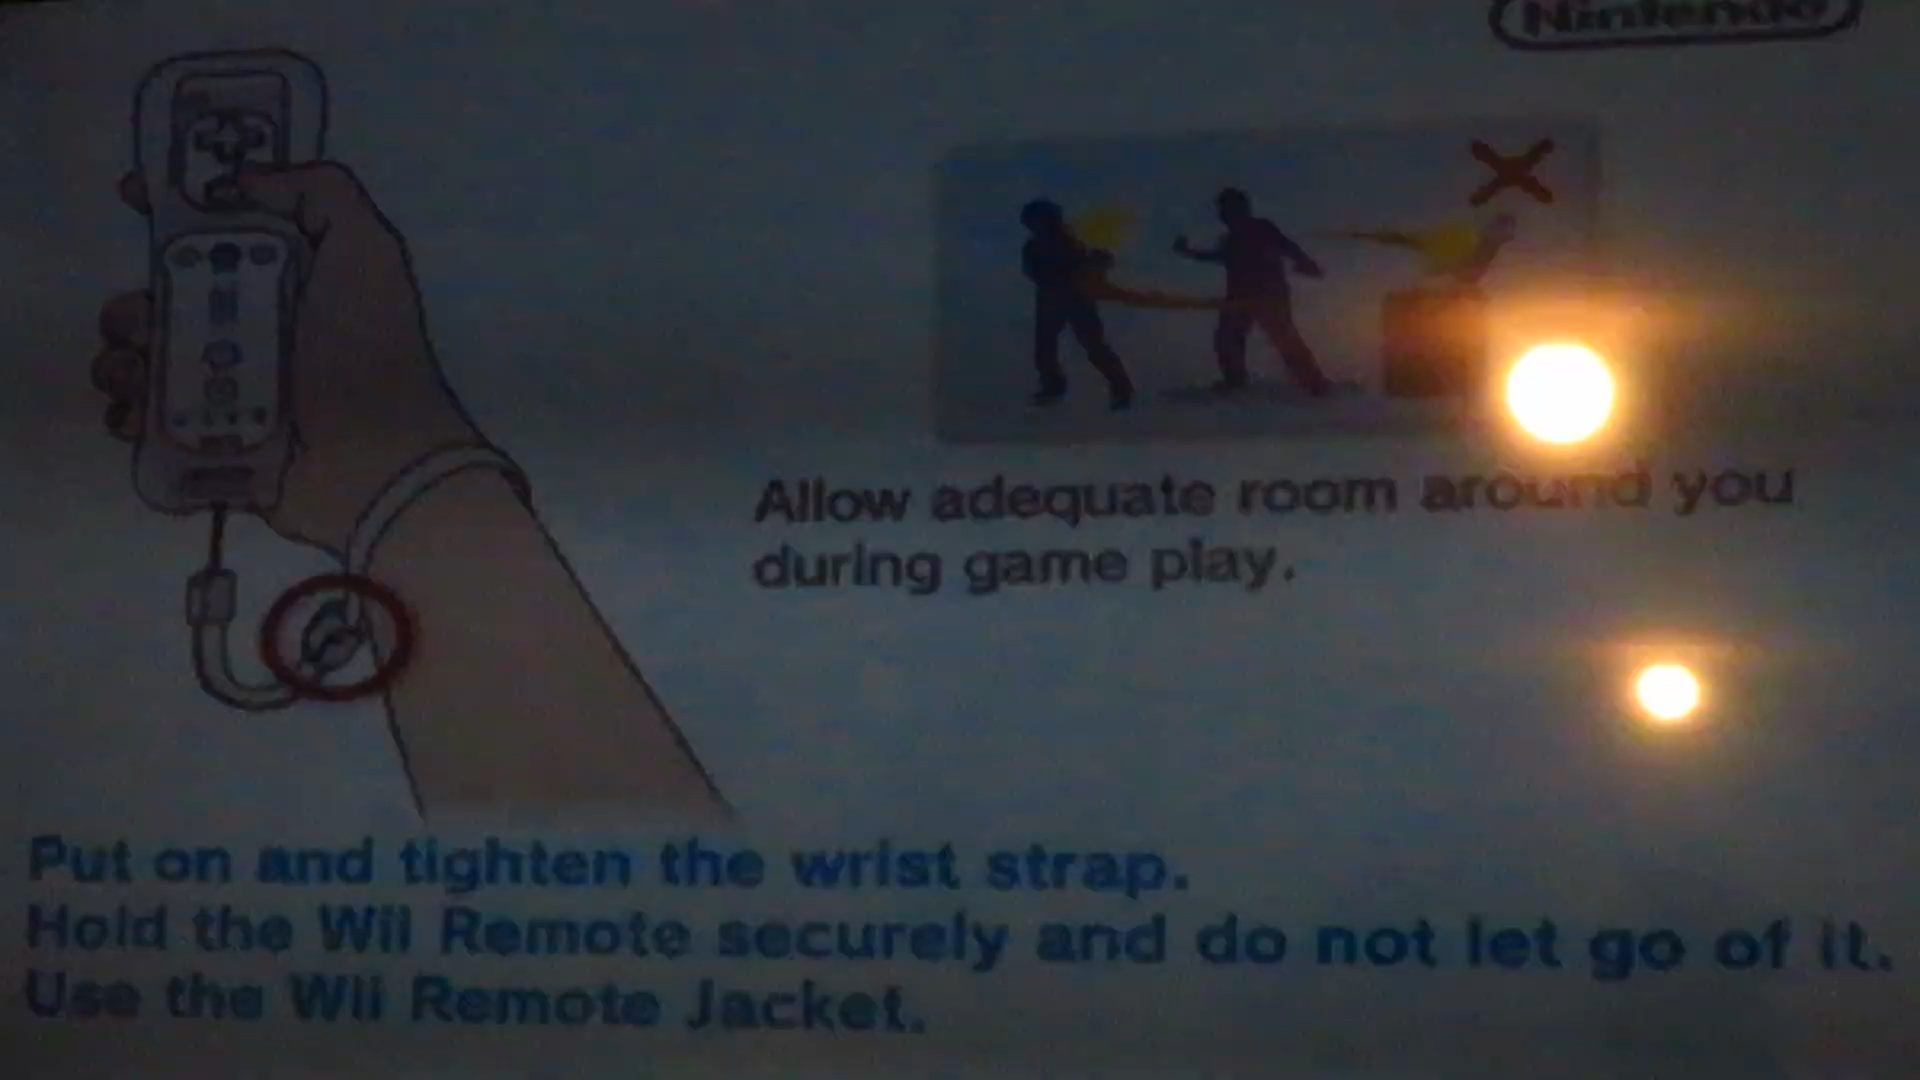 Nintendo
Allow adequate room around you
during game play.
Put on and tighten the wrist strap.
Hold the Wii Remote securely and do not let go of it.
Use the Wii Remote Jacket.